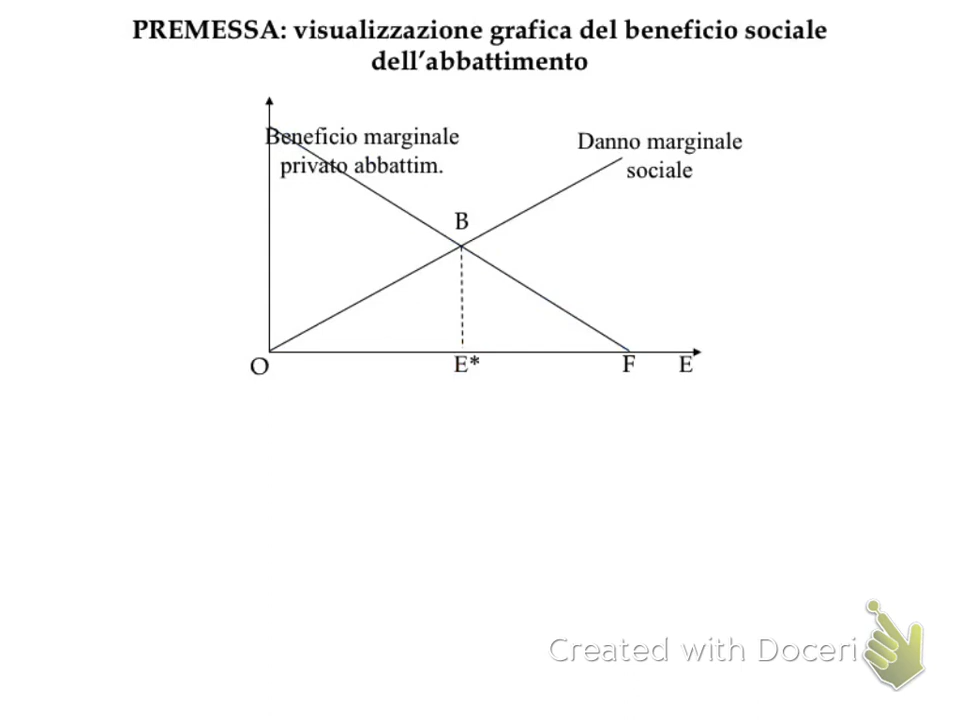 PREMESSA: visualizzazione grafica del beneficio sociale
dell’abbattimento
Beneficio marginale
privato abbattim.
Danno marginale
sociale
B
O
E*
F
E
Created with Doceri